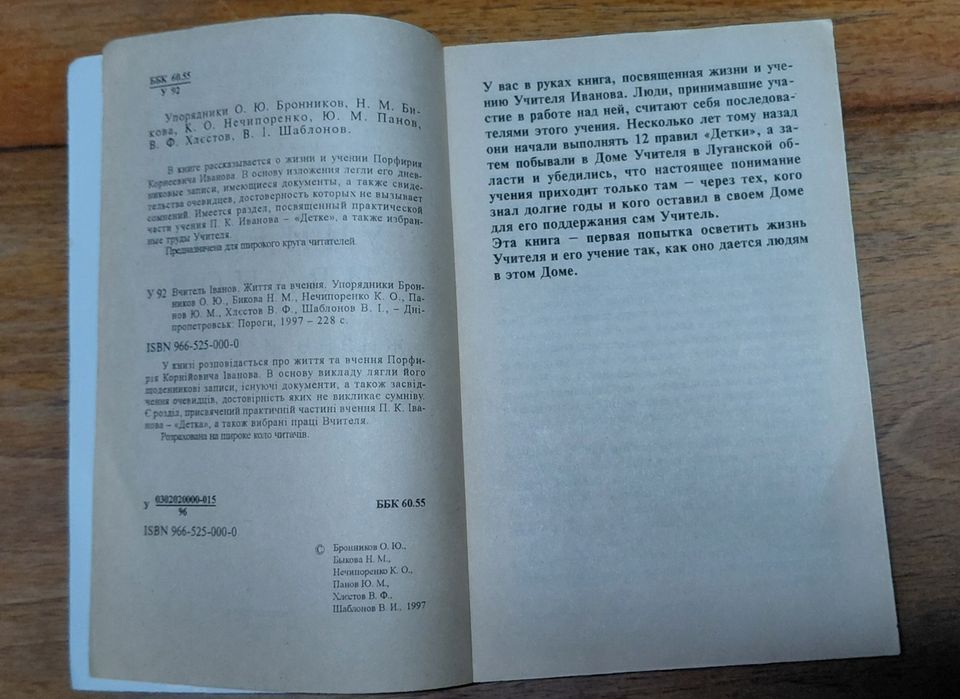 ББК 60.55
У 92
Упорядники О. Ю. Бронников, Н. М. Би-
кова, К. О. Нечипоренко, Ю. М. Панов,
В. Ф. Хлєстов, В. І. Шаблонов.
В книге рассказывается о жизни и учении Порфирия
Корнеевича Иванова. В основу изложения легли его днев-
никовые записи, имеющиеся документы, а также свиде-
тельства очевидцев, достоверность которых не вызывает
сомнений. Имеется раздел, посвященный практической
части учения П. К. Иванова – «Детке», а также избран-
ные труды Учителя.
Предназначена для широкого круга читателей.
У 92 Вчитель Іванов. Життя та вчення. Упорядники Брон-
ников О. Ю., Бикова Н. М., Нечипоренко К. О., Па-
нов Ю. М., Хлєстов В. Ф., Шаблонов В. І., – Дні-
пропетровськ: Пороги, 1997 – 228 с.
ISBN 966-525-000-0
У книзі розповідається про життя та вчення Порфи-
рія Корнійовича Іванова. В основу викладу лягли його
щоденникові записи, існуючі документи, а також засвід-
чення очевидців, достовірність яких не викликає сумніву.
Є розділ, присвячений практичній частині вчення П. К. Іва-
нова – «Детка», а також вибрані праці Вчителя.
Розрахована на широке коло читачів.
У 0302020000-015
96
ББК 60.55
ISBN 966-525-000-0
© Бронников О. Ю.,
Быкова Н. М.,
Нечипоренко К. О.,
Панов Ю. М.,
Хлєстов В. Ф.,
Шаблонов В. И., 1997
У вас в руках книга, посвященная жизни и уче-
нию Учителя Иванова. Люди, принимавшие уча-
стие в работе над ней, считают себя последова-
телями этого учения. Несколько лет тому назад
они начали выполнять 12 правил «Детки», а за-
тем побывали в Доме Учителя в Луганской об-
ласти и убедились, что настоящее понимание
учения приходит только там – через тех, кого
знал долгие годы и кого оставил в своем Доме
для его поддержания сам Учитель.
Эта книга – первая попытка осветить жизнь
Учителя и его учение так, как оно дается людям
в этом Доме.